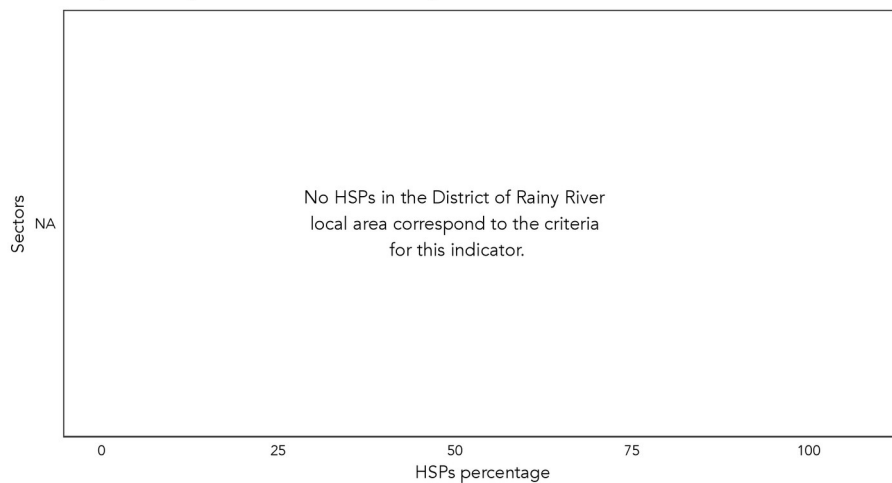 No HSPs in the District of Rainy River
local area correspond to the criteria
for this indicator.
Sectors
NA
0 25 50 75 100
HSPs percentage